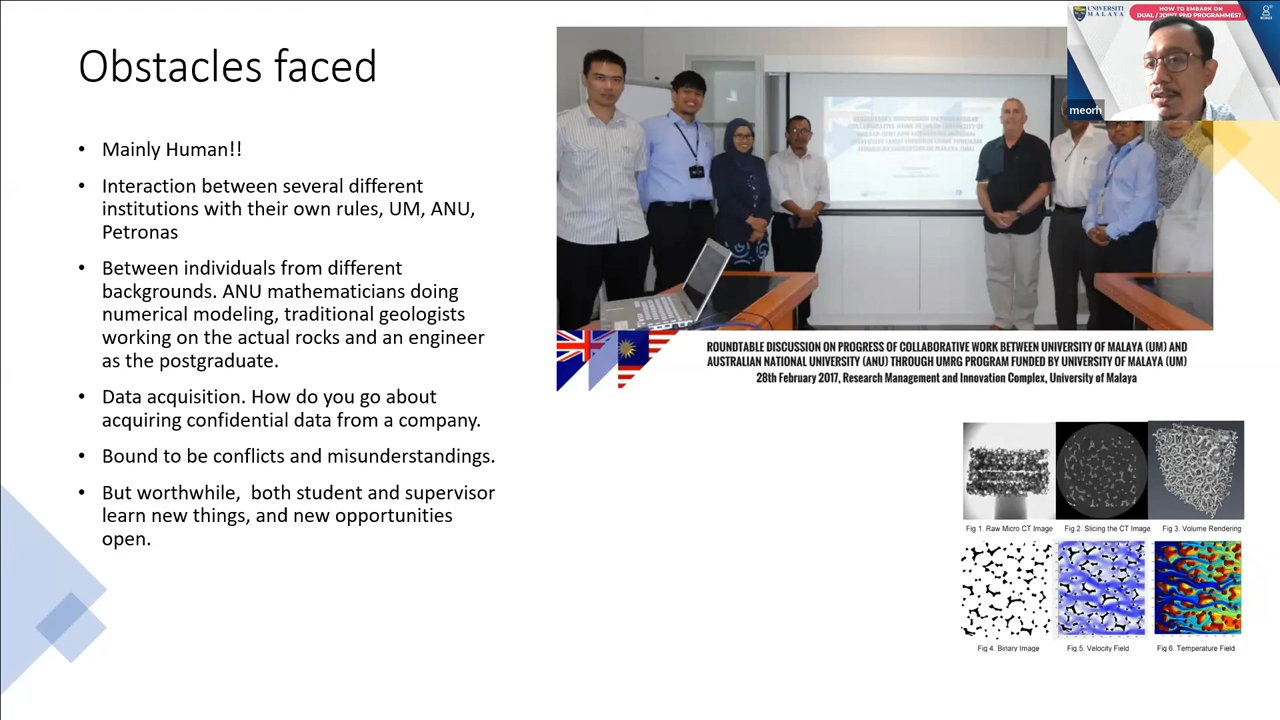 Obstacles faced
• Mainly Human!!
• Interaction between several different
institutions with their own rules, UM, ANU,
Petronas
• Between individuals from different
backgrounds. ANU mathematicians doing
numerical modeling, traditional geologists
working on the actual rocks and an engineer
as the postgraduate.
• Data acquisition. How do you go about
acquiring confidential data from a company.
• Bound to be conflicts and misunderstandings.
• But worthwhile,  both student and supervisor
learn new things, and new opportunities
open.
UNIVERSITI
MALAYA
HOW TO EMBARK ON
DUAL / JOINT PhD PROGRAMMES?
meorh
ROUNDTABLE DISCUSSION ON PROGRESS OF COLLABORATIVE WORK BETWEEN UNIVERSITY OF MALAYA (UM) AND
AUSTRALIAN NATIONAL UNIVERSITY (ANU) THROUGH UMRG PROGRAM FUNDED BY UNIVERSITY OF MALAYA (UM)
28th February 2017, Research Management and Innovation Complex, University of Malaya
Fig 1. Raw Micro CT Image
Fig 2. Slicing the CT Image
Fig 3. Volume Rendering
Fig 4. Binary Image
Fig 5. Velocity Field
Fig 6. Temperature Field